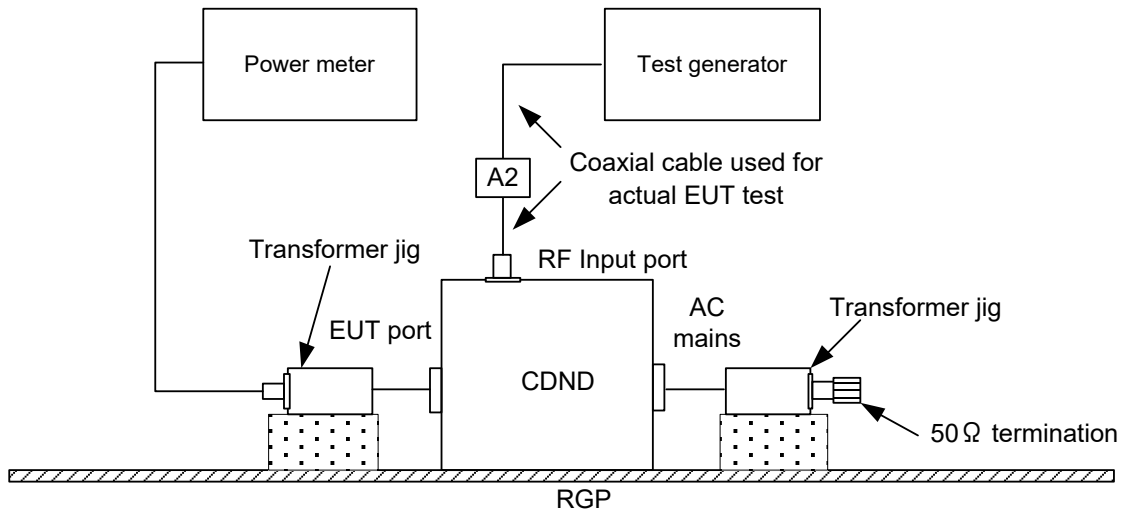 Power meter
Test generator
Coaxial cable used for
actual EUT test
A2
Transformer jig
RF Input port
EUT port
AC
mains
Transformer jig
CDND
50Ω termination
RGP